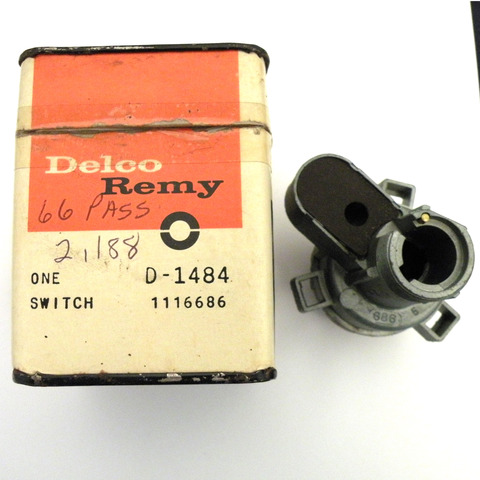 Delco
Remy
66 PASS
2,188
ONE D-1484
SWITCH 1116686